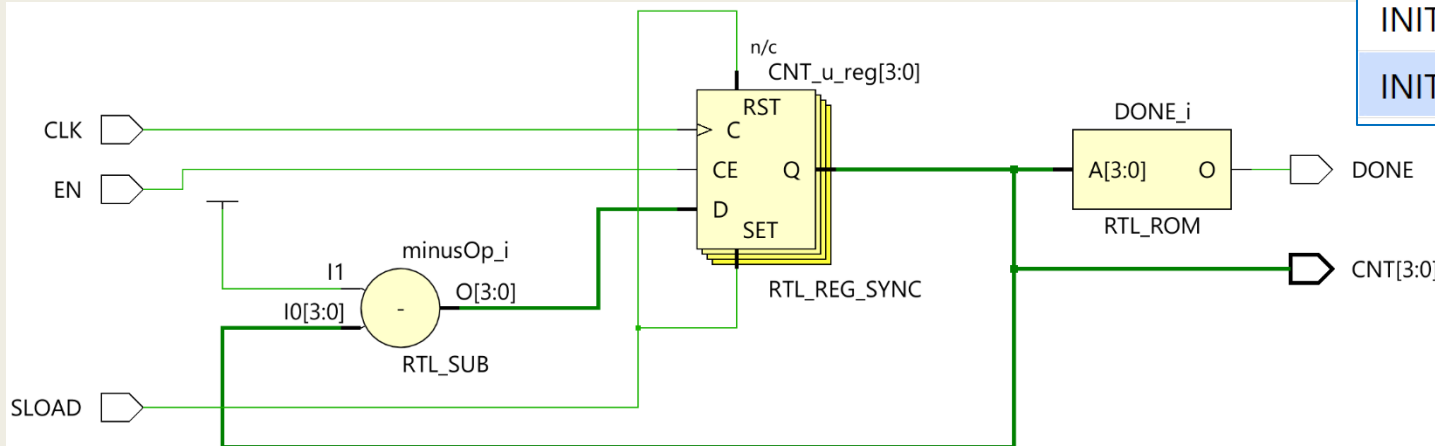 INIT
INIT
n/c
CNT_u_reg[3:0]
RST
CLK
C
EN
CE
Q
D
SET
RTL_REG_SYNC
DONE_i
A[3:0]
O
RTL_ROM
DONE
CNT[3:0]
minusOp_i
I1
I0[3:0]
-
O[3:0]
RTL_SUB
SLOAD